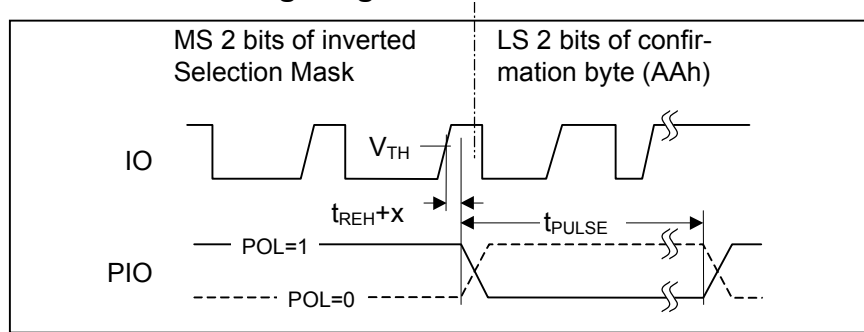 MS 2 bits of inverted
Selection Mask
LS 2 bits of confir-
mation byte (AAh)
IO
VTH
tREH+x
tPULSE
POL=1
PIO
POL=0